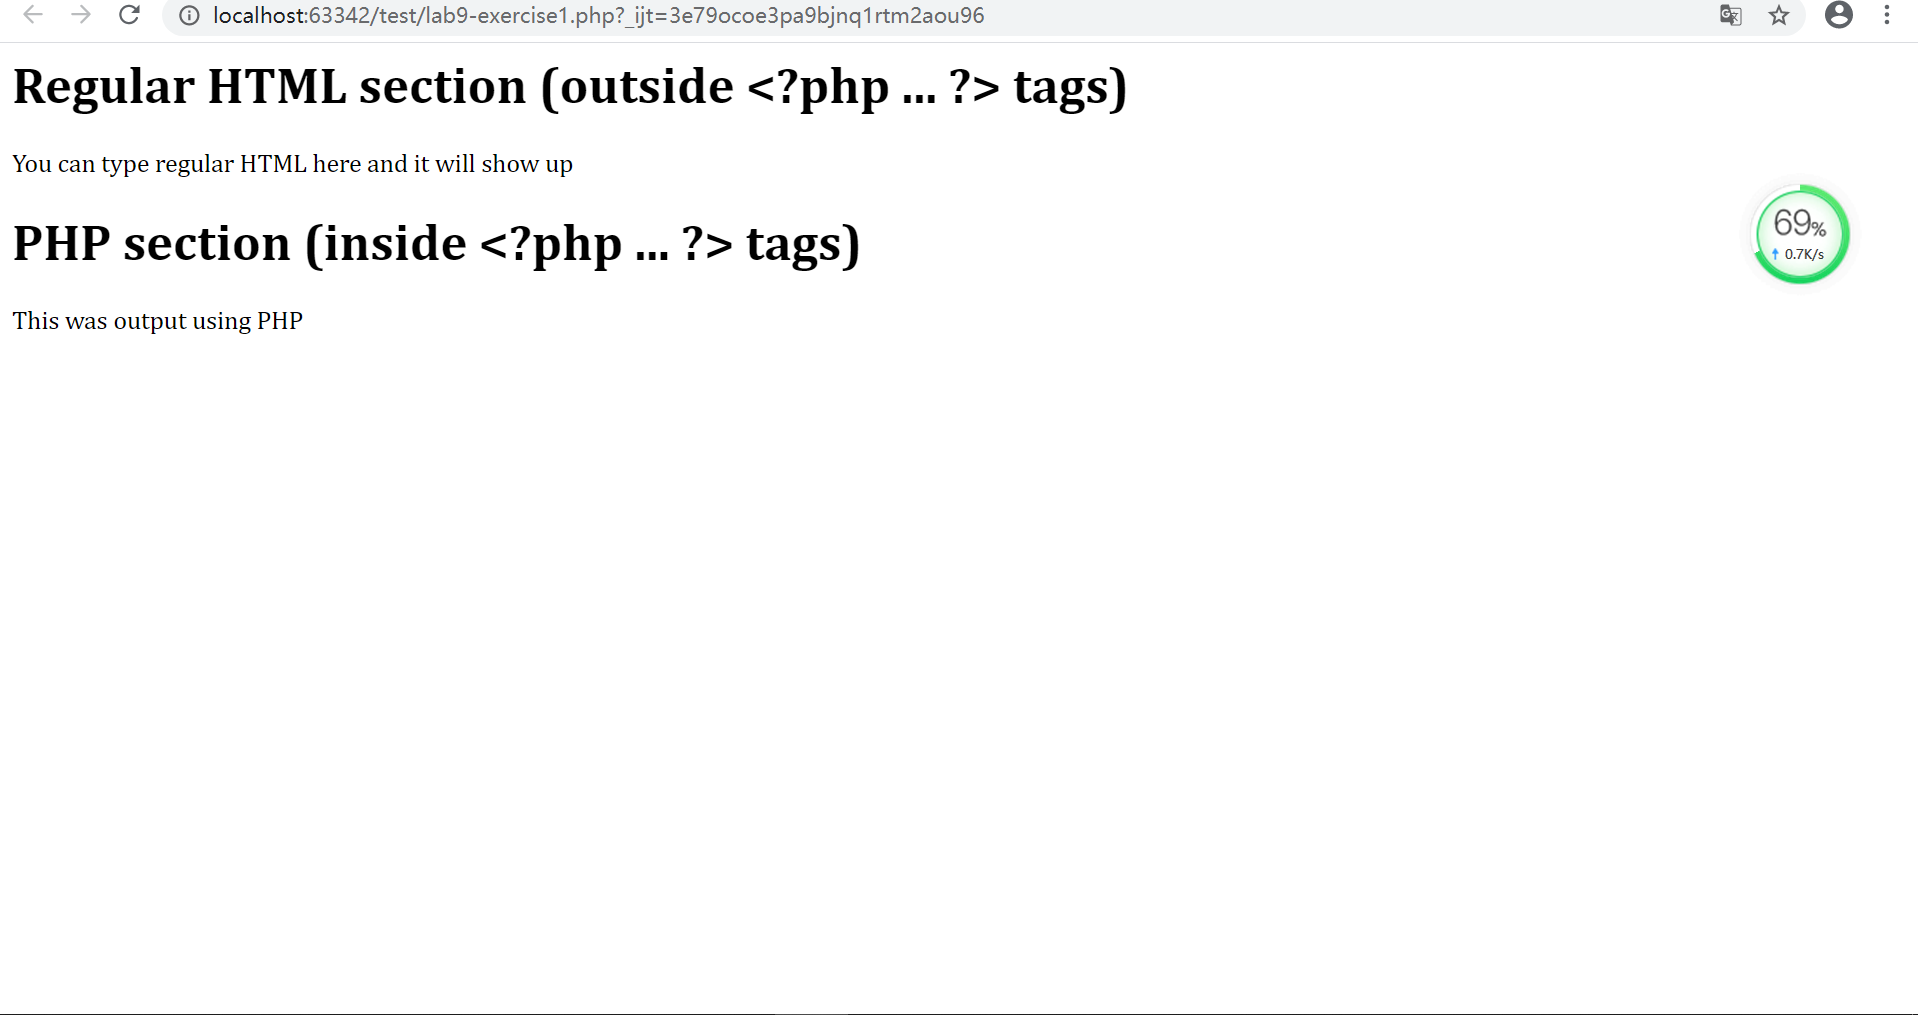 localhost:63342/test/lab9-exercise1.php?_ijt=3e79ocoe3pa9bjnq1rtm2aou96
Regular HTML section (outside <?php ... ?> tags)
You can type regular HTML here and it will show up
69%
↑ 0.7K/s
PHP section (inside <?php ... ?> tags)
This was output using PHP